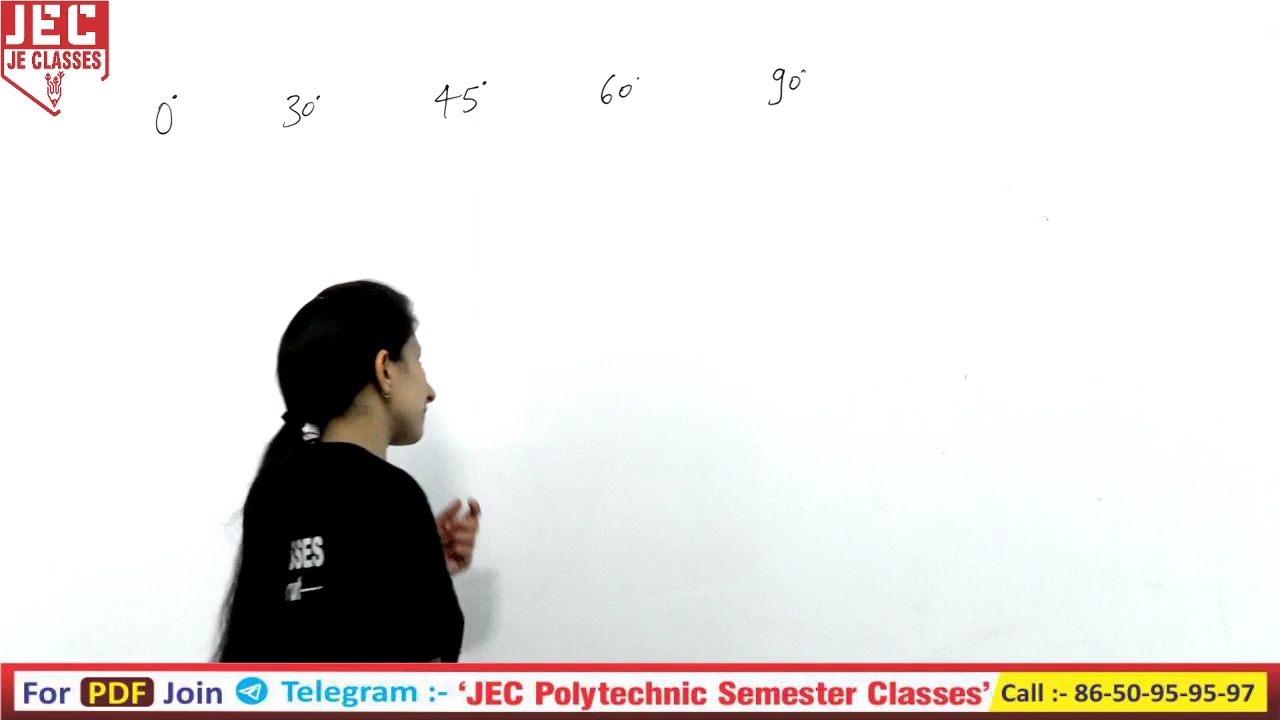 JEC
JE CLASSES
0° 30° 45° 60° 90°
SSES
For PDF Join Telegram :- ‘JEC Polytechnic Semester Classes’ Call :- 86-50-95-95-97